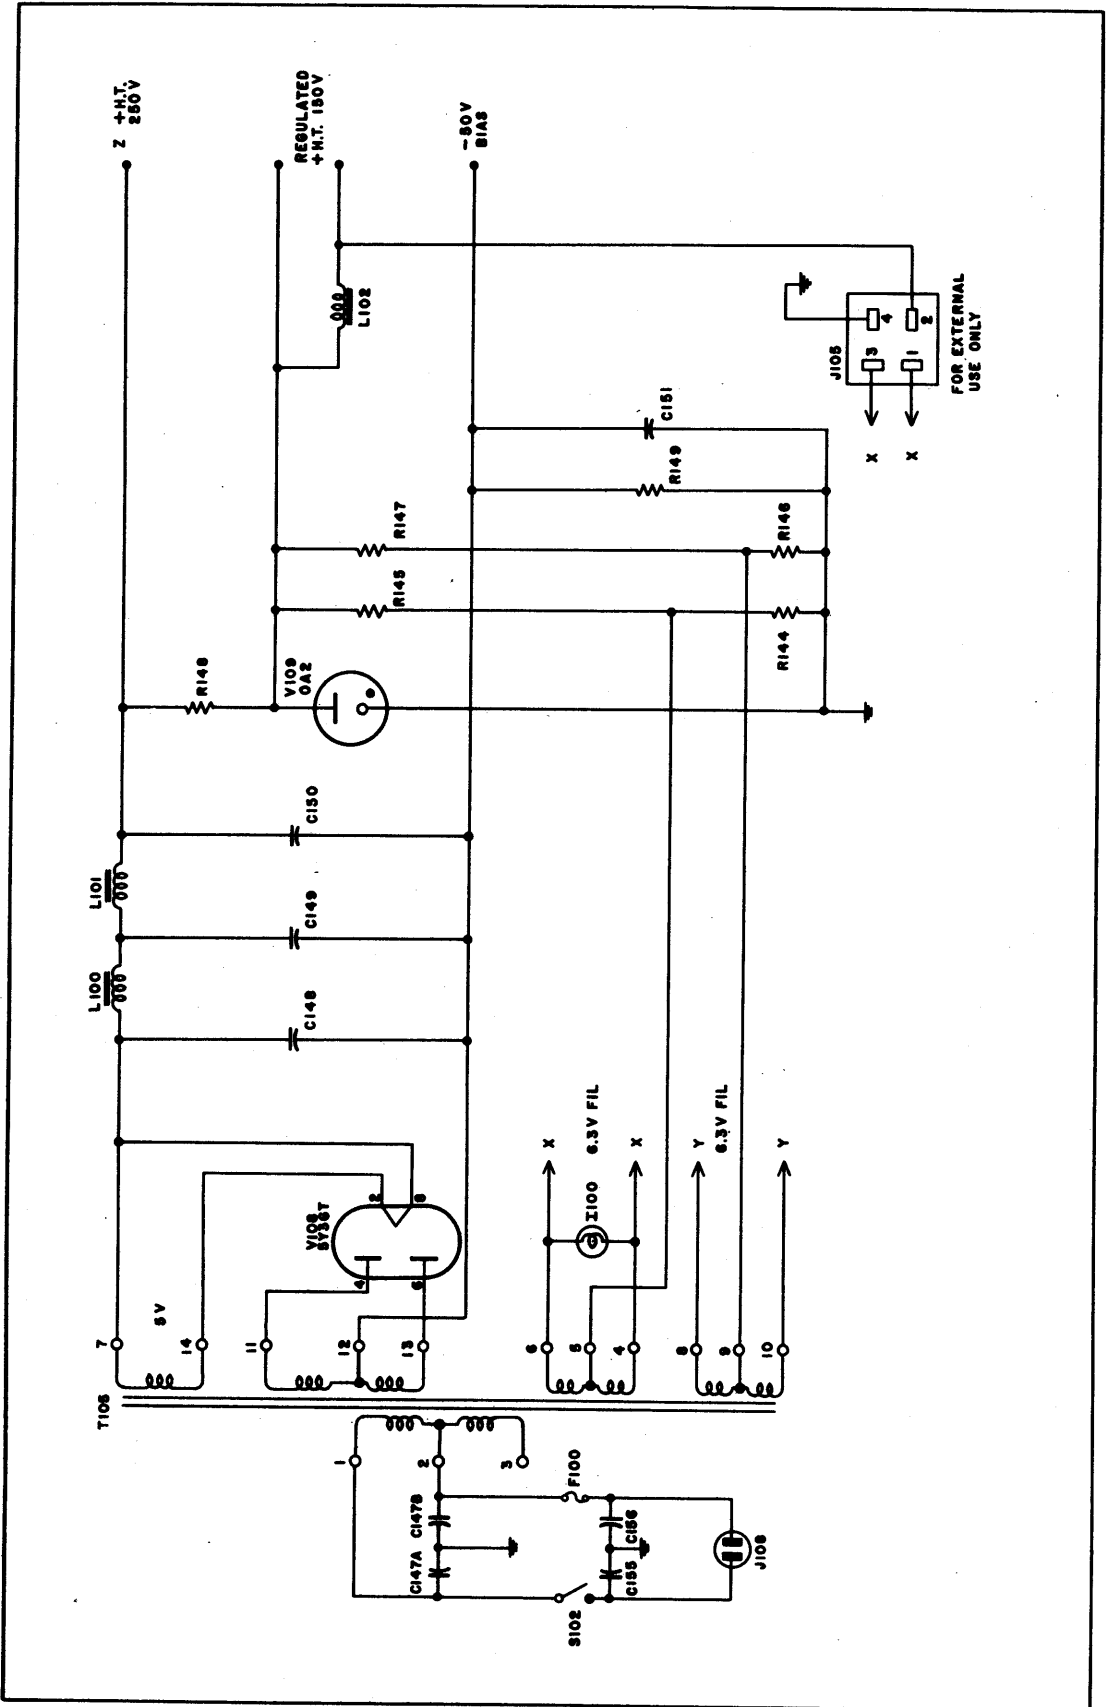 T105
7
5V
14
11
12
13
V108
5Y3GT
4
6
2
8
L100
L101
C148
C149
C150
R148
V109
OA2
R145
R147
R144
R146
R149
C151
L102
Z +H.T.
250V
REGULATED
+H.T. 150V
-50V
BIAS
J105
3
4
1
2
X
X
FOR EXTERNAL
USE ONLY
1
2
3
C147A C147B
S102
F100
C155
C156
J106
6
5
4
X
I100 6.3V FIL
X
8
9
10
Y
6.3V FIL
Y